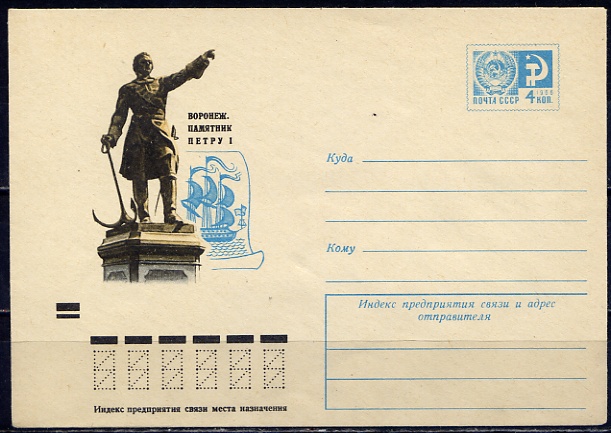 ВОРОНЕЖ.
ПАМЯТНИК
ПЕТРУ I
1966
ПОЧТА СССР 4 КОП.
Куда
Кому
Индекс предприятия связи и адрес
отправителя
Индекс предприятия связи места назначения